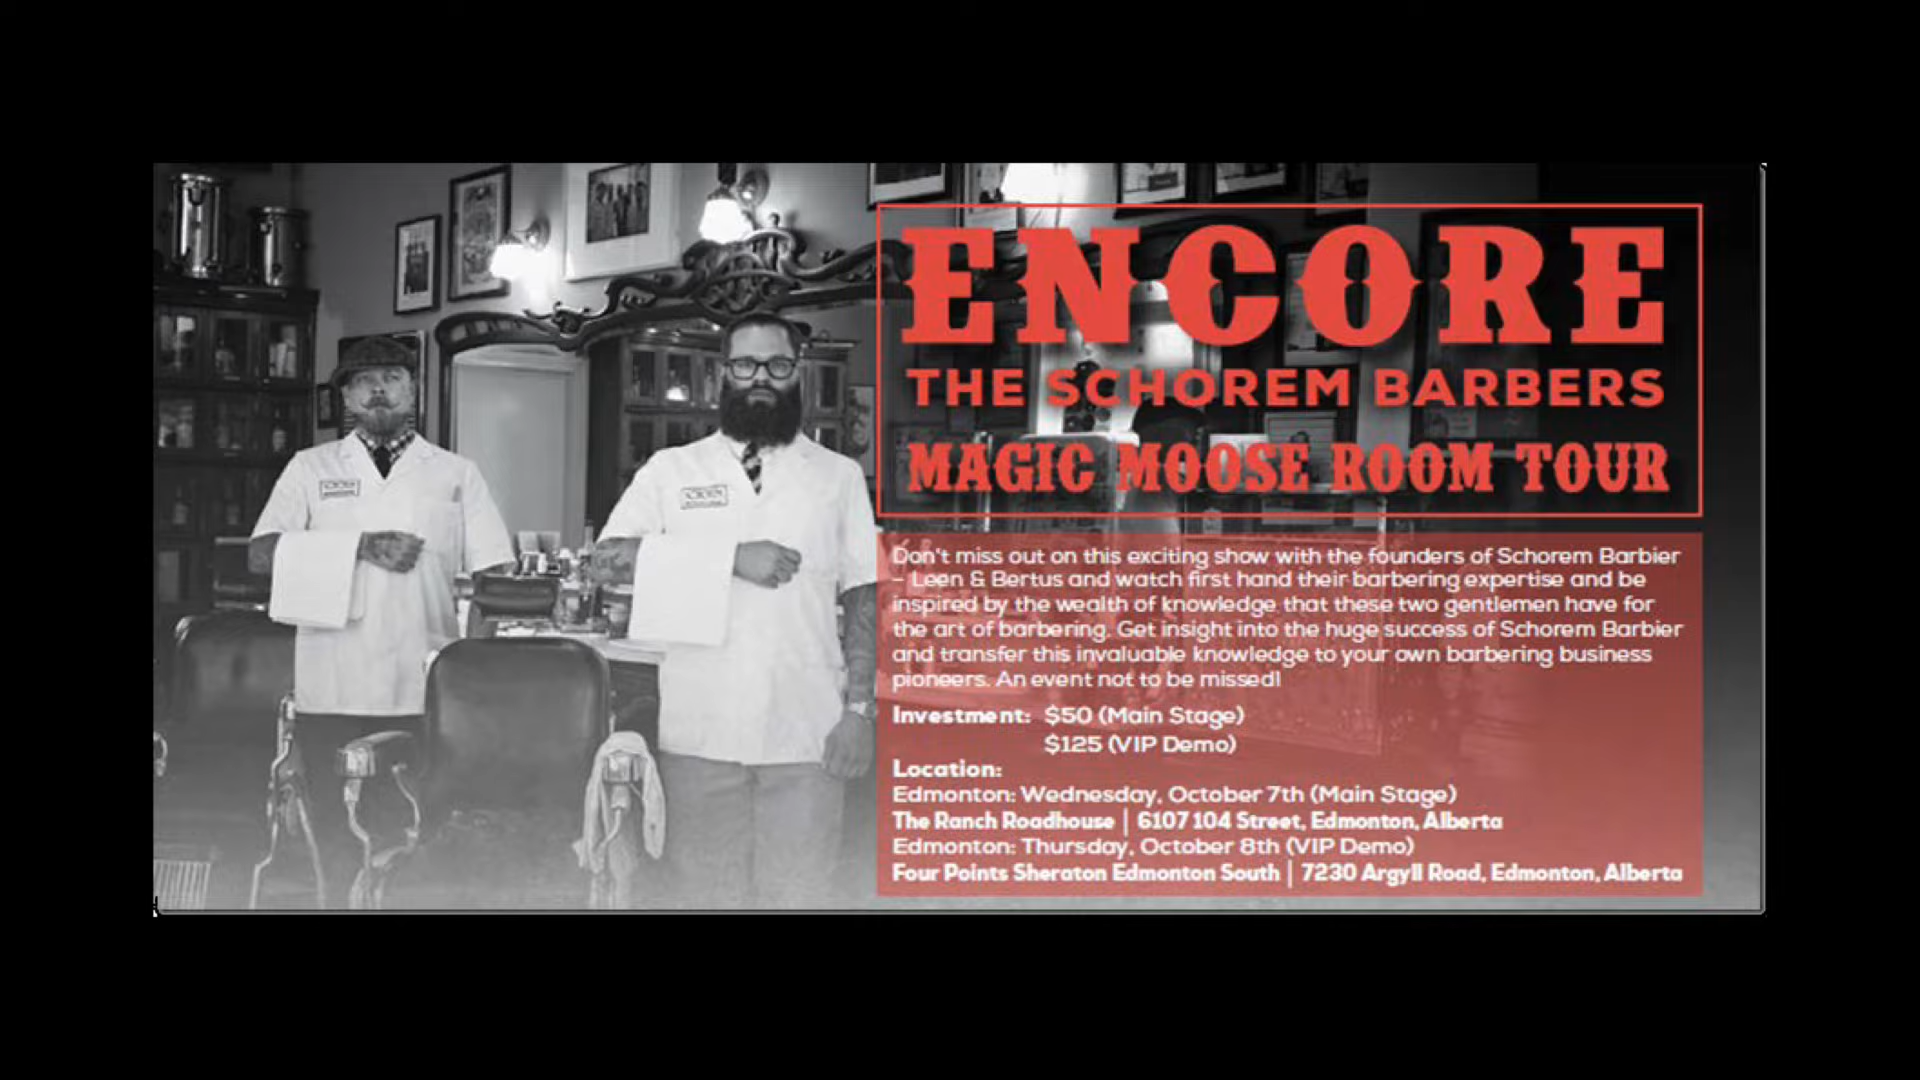 ENCORE
THE SCHOREM BARBERS
MAGIC MOOSE ROOM TOUR
Don't miss out on this exciting show with the founders of Schorem Barbier
– Leen & Bertus and watch first hand their barbering expertise and be
inspired by the wealth of knowledge that these two gentlemen have for
the art of barbering. Get insight into the huge success of Schorem Barbier
and transfer this invaluable knowledge to your own barbering business
pioneers. An event not to be missed!
Investment: $50 (Main Stage)
$125 (VIP Demo)
Location:
Edmonton: Wednesday, October 7th (Main Stage)
The Ranch Roadhouse | 6107 104 Street, Edmonton, Alberta
Edmonton: Thursday, October 8th (VIP Demo)
Four Points Sheraton Edmonton South | 7230 Argyll Road, Edmonton, Alberta